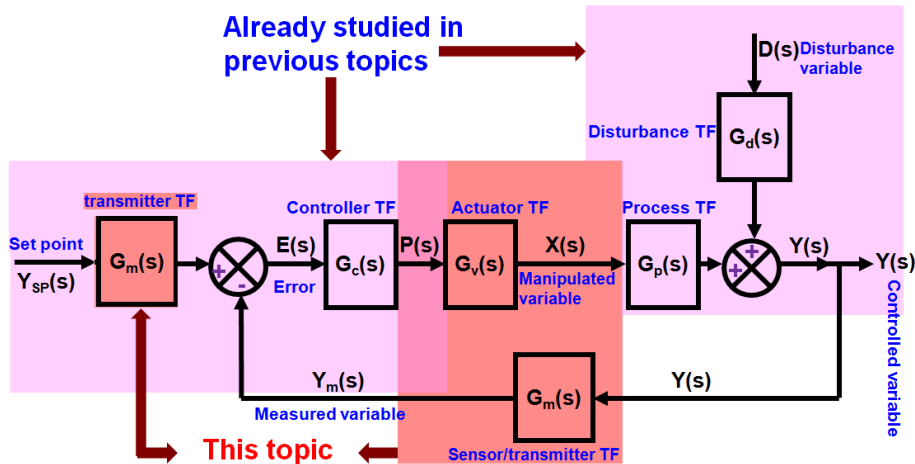 Already studied in
previous topics
D(s) Disturbance
variable
Disturbance TF
G_d(s)
transmitter TF
Controller TF
Actuator TF
Process TF
Set point
Y_SP(s)
G_m(s)
+
-
E(s)
Error
G_c(s)
P(s)
G_v(s)
X(s)
Manipulated
variable
G_p(s)
+
+
Y(s)
Y(s)
Controlled variable
Y_m(s)
Measured variable
G_m(s)
Y(s)
This topic
Sensor/transmitter TF